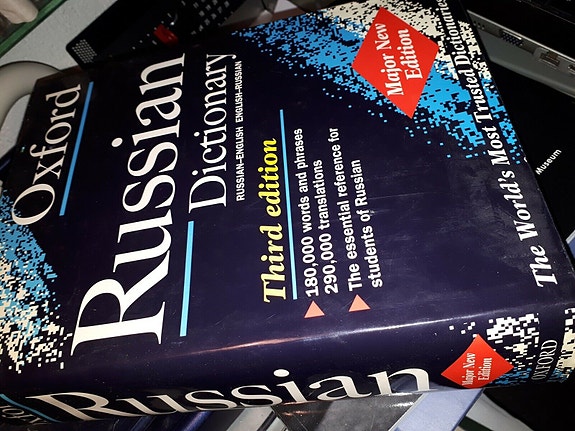 Oxford
Russian
Dictionary
RUSSIAN–ENGLISH ENGLISH–RUSSIAN
Third edition
180,000 words and phrases
290,000 translations
The essential reference for
students of Russian
Major New
Edition
The World's Most Trusted Dictionaries
Russian
Major New
Edition
OXFORD
Museum